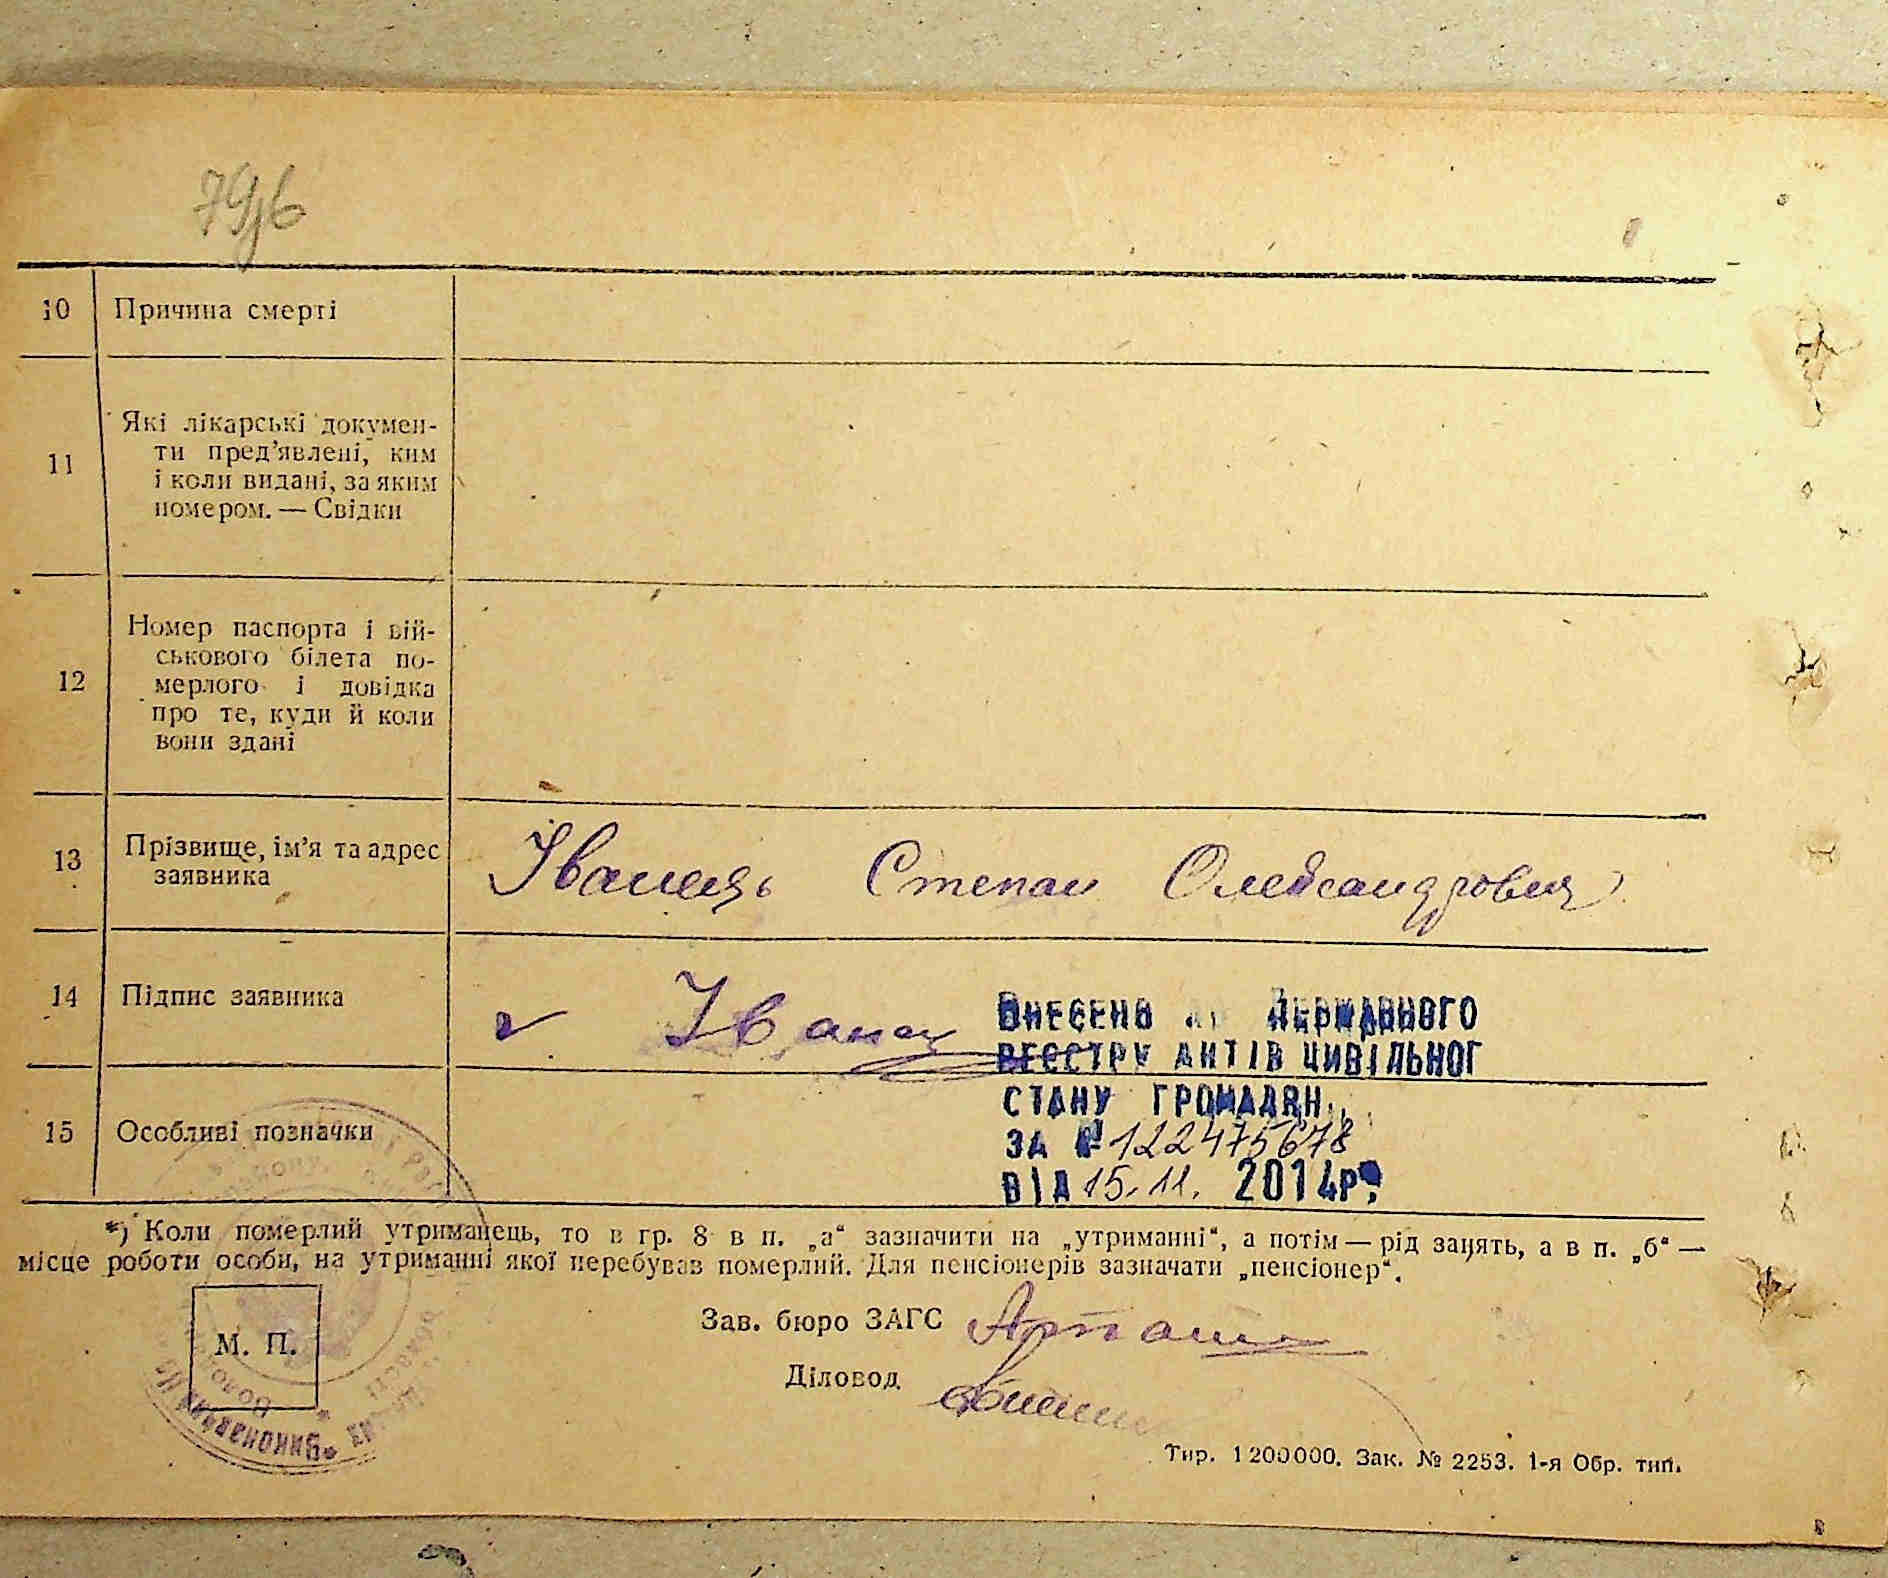 10 Причина смерті
11 Які лікарські докумен-
ти пред’явлені, ким
і коли видані, за яким
номером. — Свідки
12 Номер паспорта і вій-
ськового білета по-
мерлого і довідка
про те, куди й коли
вони здані
13 Прізвище, ім’я та адрес
заявника
Іванець Степан Олександрович
14 Підпис заявника
Іванец
15 Особливі позначки
Внесено до Державного
реєстру актів цивільног
стану громадян
за № 122475678
від 15.11. 2014р.
*) Коли померлий утриманець, то в гр. 8 в п. „а“ зазначити на „утриманні“, а потім — рід занять, а в п. „б“ —
місце роботи особи, на утриманні якої перебував померлий. Для пенсіонерів зазначати „пенсіонер“.
М. П.
Зав. бюро ЗАГС
Діловод
*Виконавчий
Тир. 1200000. Зак. № 2253. 1-я Обр. тип.